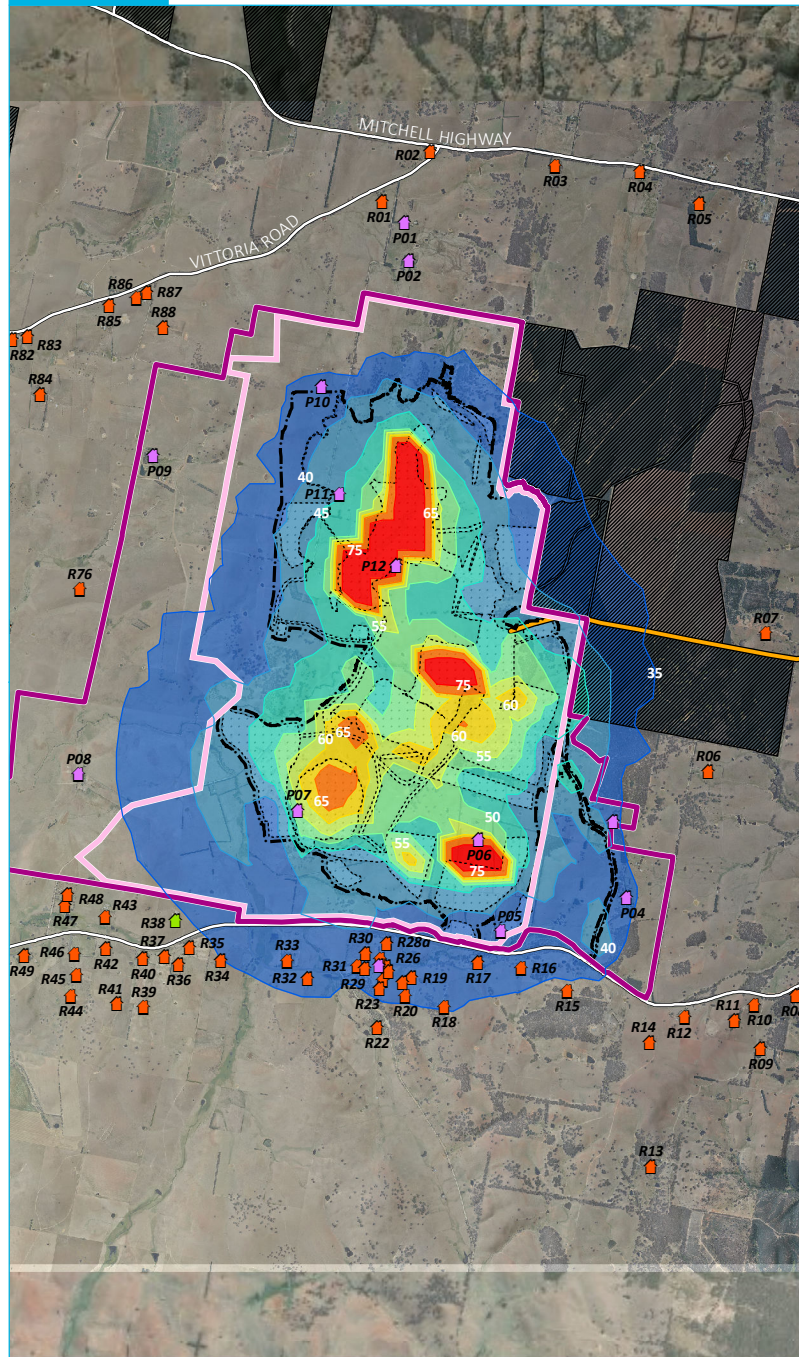 MITCHELL HIGHWAY
R02
R03
R04
R01
R05
P01
VITTORIA ROAD
P02
R86
R87
R85
R88
R82
R83
R84
P10
P09
40
P11
45
65
75
P12
R76
55
R07
35
75
60
60
65
60
55
R06
P08
P07
65
50
55
P06
75
R48
P04
R47
R43
R38
P05
40
R37
R35
R33
R30
R28a
R46
R42
R26
R49
R40
R36
R34
R31
R16
R45
R32
R29
R19
R17
R44
R41
R39
R23
R20
R15
R18
R11
R10
R22
R14
R12
R09
R13